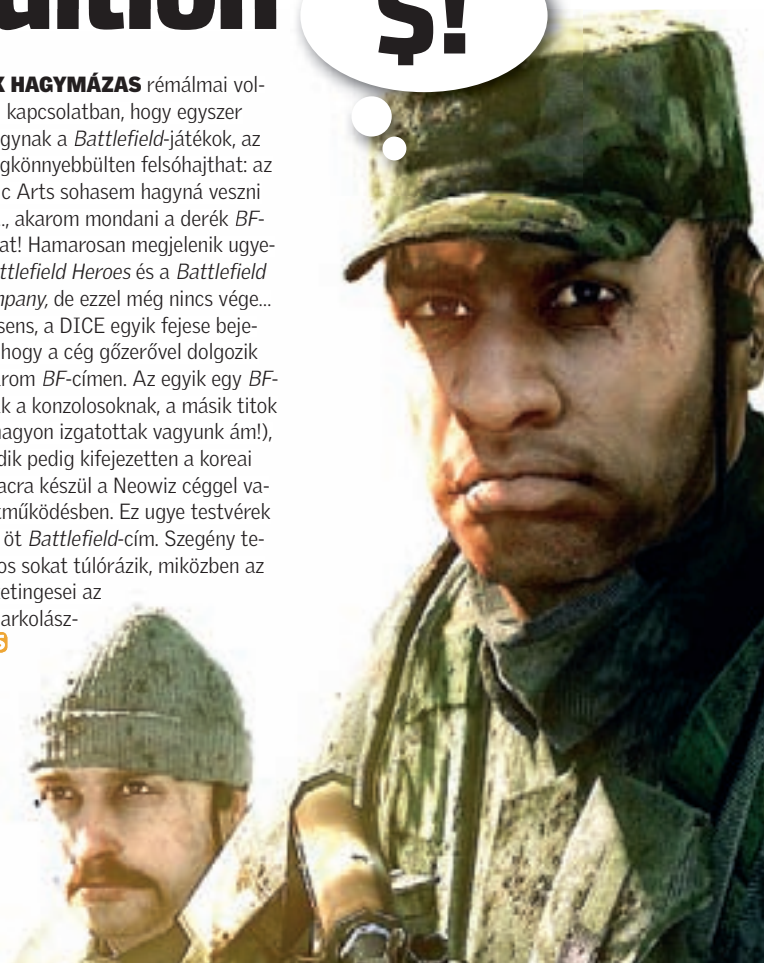 dition
$!
K HAGYMÁZAS rémálmai vol-
kapcsolatban, hogy egyszer
gynak a Battlefield-játékok, az
gkönnyebbülten felsóhajthat: az
c Arts sohasem hagyná veszni
., akarom mondani a derék BF-
at! Hamarosan megjelenik ugye-
ttlefield Heroes és a Battlefield
mpany, de ezzel még nincs vége...
sens, a DICE egyik fejese beje-
hogy a cég gőzerővel dolgozik
rom BF-címen. Az egyik egy BF-
k a konzolosoknak, a másik titok
nagyon izgatottak vagyunk ám!),
dik pedig kifejezetten a koreai
acra készül a Neowiz céggel va-
tműködésben. Ez ugye testvérek
öt Battlefield-cím. Szegény te-
os sokat túlórázik, miközben az
etingesei az
arkolász-